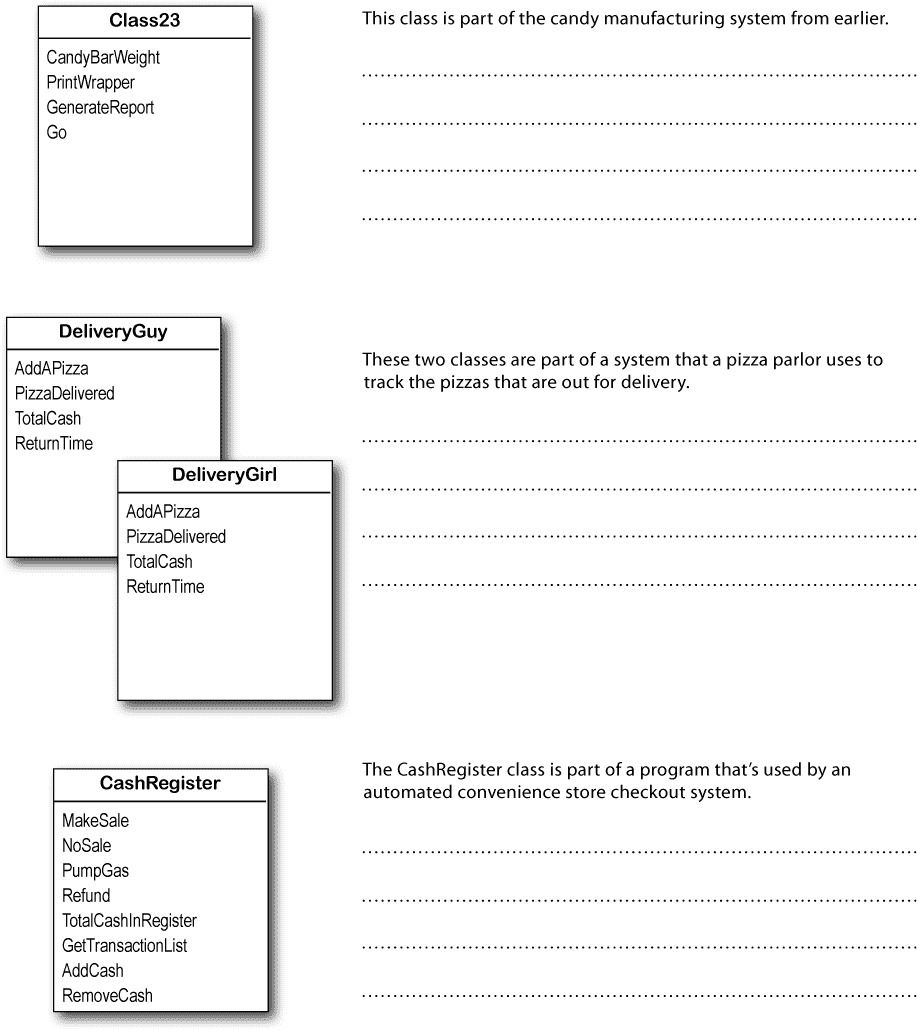 Class23
CandyBarWeight
PrintWrapper
GenerateReport
Go
This class is part of the candy manufacturing system from earlier.
DeliveryGuy
AddAPizza
PizzaDelivered
TotalCash
ReturnTime
DeliveryGirl
AddAPizza
PizzaDelivered
TotalCash
ReturnTime
These two classes are part of a system that a pizza parlor uses to
track the pizzas that are out for delivery.
CashRegister
MakeSale
NoSale
PumpGas
Refund
TotalCashInRegister
GetTransactionList
AddCash
RemoveCash
The CashRegister class is part of a program that’s used by an
automated convenience store checkout system.